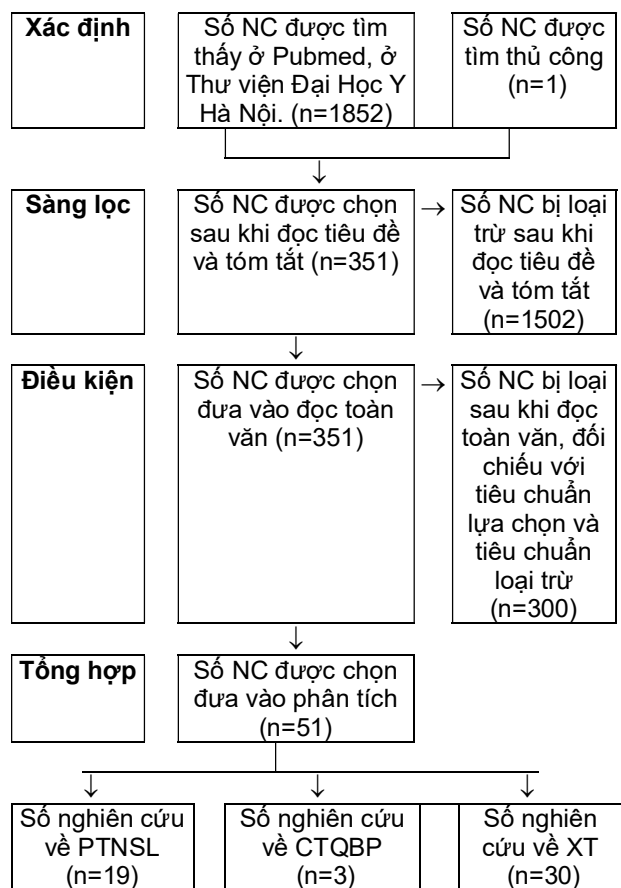 Xác định
Số NC được tìm
thấy ở Pubmed, ở
Thư viện Đại Học Y
Hà Nội. (n=1852)
Số NC được
tìm thủ công
(n=1)
↓
Sàng lọc
Số NC được chọn
sau khi đọc tiêu đề
và tóm tắt (n=351)
→
Số NC bị loại
trừ sau khi
đọc tiêu đề
và tóm tắt
(n=1502)
↓
Điều kiện
Số NC được chọn
đưa vào đọc toàn
văn (n=351)
→
Số NC bị loại
sau khi đọc
toàn văn, đối
chiếu với
tiêu chuẩn
lựa chọn và
tiêu chuẩn
loại trừ
(n=300)
↓
Tổng hợp
Số NC được chọn
đưa vào phân tích
(n=51)
↓ ↓ ↓
Số nghiên cứu
về PTNSL
(n=19)
Số nghiên cứu
về CTQBP
(n=3)
Số nghiên
cứu về XT
(n=30)